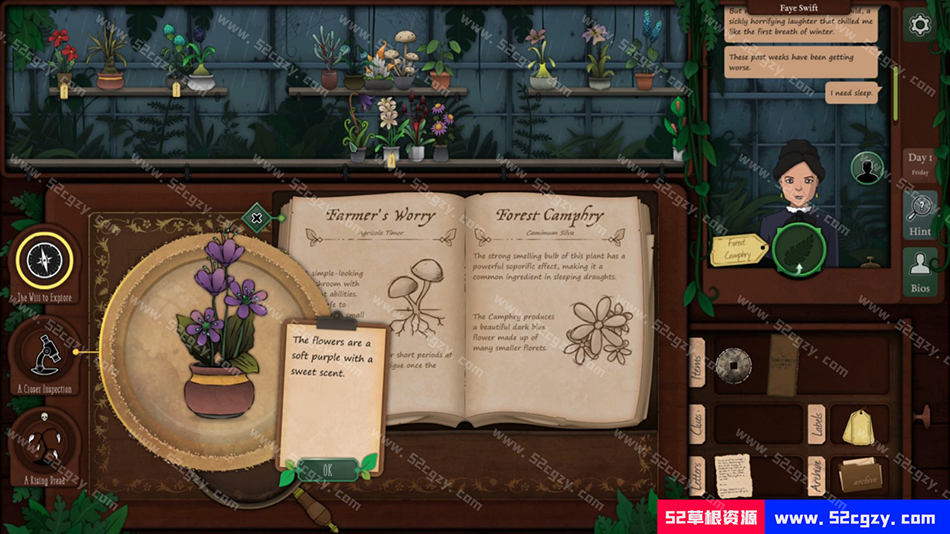 Faye Swift
sickly horrifying laughter that chilled me
like the first breath of winter.
These past weeks have been getting
worse.
I need sleep.
Day 1
Friday
Hint
Bios
Forest
Camphry
Farmer's Worry
Agricola Timor
simple-looking
abilities.
small
short periods at
once the
Forest Camphry
The strong smelling bulb of this plant has a
powerful soporific effect, making it a
common ingredient in sleeping draughts.
The Camphry produces
a beautiful dark blue
flower made up of
many smaller florets.
The flowers are a
soft purple with a
sweet scent.
OK
The Will to Explore
A Closer Inspection
A Rising Dread
Items
Clues
Labels
Letters
Archive
archive
www.52cgzy.com
52草根资源
www.52cgzy.com